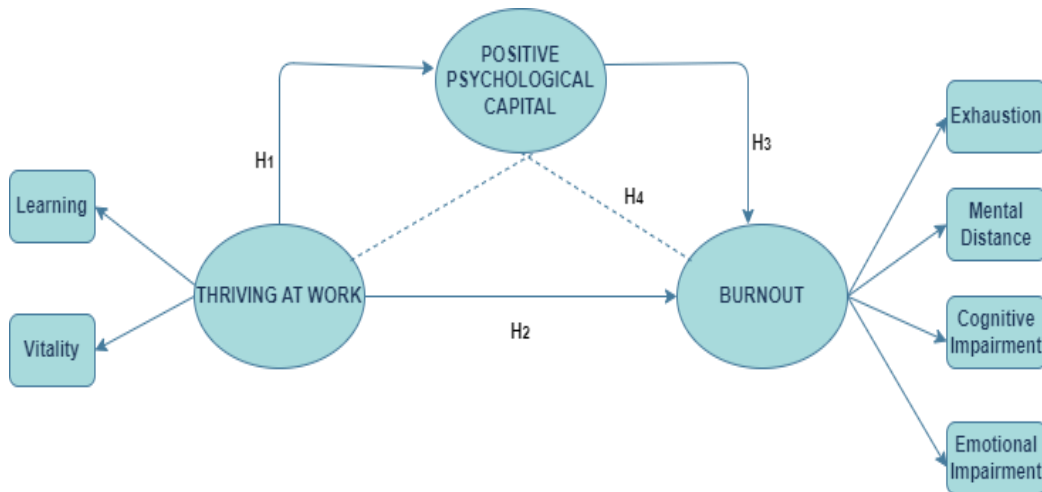 POSITIVE
PSYCHOLOGICAL
CAPITAL
H1
H3
H4
Learning
Vitality
THRIVING AT WORK
H2
BURNOUT
Exhaustion
Mental
Distance
Cognitive
Impairment
Emotional
Impairment